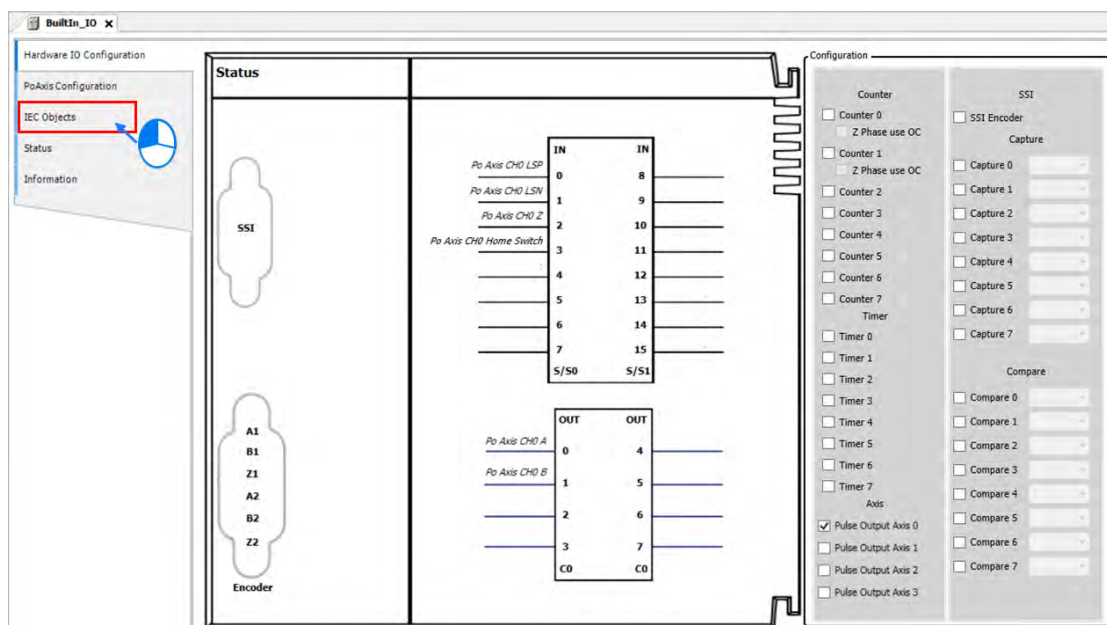 BuiltIn_IO
Hardware IO Configuration
PoAxis Configuration
IEC Objects
Status
Information
Status
SSI
A1
B1
Z1
A2
B2
Z2
Encoder
IN IN
Po Axis CH0 LSP 0 8
Po Axis CH0 LSN 1 9
Po Axis CH0 Z 2 10
Po Axis CH0 Home Switch 3 11
4 12
5 13
6 14
7 15
S/S0 S/S1
OUT OUT
Po Axis CH0 A 0 4
Po Axis CH0 B 1 5
2 6
3 7
C0 C0
Configuration
Counter
Counter 0
Z Phase use OC
Counter 1
Z Phase use OC
Counter 2
Counter 3
Counter 4
Counter 5
Counter 6
Counter 7
Timer
Timer 0
Timer 1
Timer 2
Timer 3
Timer 4
Timer 5
Timer 6
Timer 7
Axis
Pulse Output Axis 0
Pulse Output Axis 1
Pulse Output Axis 2
Pulse Output Axis 3
SSI
SSI Encoder
Capture
Capture 0
Capture 1
Capture 2
Capture 3
Capture 4
Capture 5
Capture 6
Capture 7
Compare
Compare 0
Compare 1
Compare 2
Compare 3
Compare 4
Compare 5
Compare 6
Compare 7